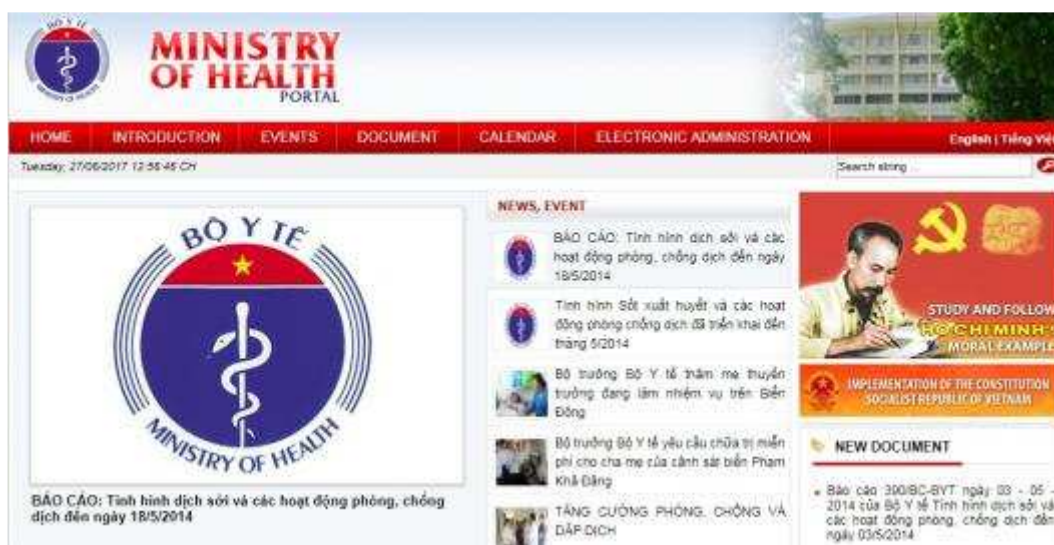 BỘ Y TẾ
MINISTRY OF HEALTH
MINISTRY
OF HEALTH
PORTAL
HOME INTRODUCTION EVENTS DOCUMENT CALENDAR ELECTRONIC ADMINISTRATION English | Tiếng Việ
Tuesday, 27/06/2017 12:56:46 CH
Search string
BỘ Y TẾ
MINISTRY OF HEALTH
BÁO CÁO: Tình hình dịch sởi và các hoạt động phòng, chống
dịch đến ngày 18/5/2014
NEWS, EVENT
BÁO CÁO: Tình hình dịch sởi và các
hoạt động phòng, chống dịch đến ngày
18/5/2014
Tình hình Sốt xuất huyết và các hoạt
động phòng chống dịch đã triển khai đến
tháng 5/2014
Bộ trưởng Bộ Y tế thăm mẹ thuyền
trưởng đang làm nhiệm vụ trên Biển
Đông
Bộ trưởng Bộ Y tế yêu cầu chữa trị miễn
phí cho cha mẹ của cảnh sát biển Phạm
Khả Đăng
TĂNG CƯỜNG PHÒNG, CHỐNG VÀ
DẬP DỊCH
STUDY AND FOLLOW
HO CHI MINH'S
MORAL EXAMPLE
IMPLEMENTATION OF THE CONSTITUTION
SOCIALIST REPUBLIC OF VIETNAM
NEW DOCUMENT
Báo cáo 390/BC-BYT ngày 03 - 05 -
2014 của Bộ Y tế Tình hình dịch sởi và
các hoạt động phòng, chống dịch đến
ngày 03/5/2014